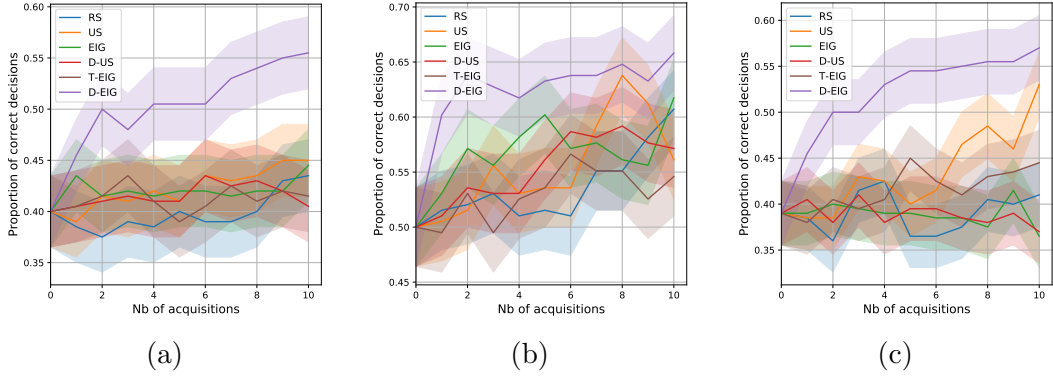 Proportion of correct decisions
0.60
0.55
0.50
0.45
0.40
0.35
RS
US
EIG
D-US
T-EIG
D-EIG
0 2 4 6 8 10
Nb of acquisitions
(a)
Proportion of correct decisions
0.70
0.65
0.60
0.55
0.50
0.45
RS
US
EIG
D-US
T-EIG
D-EIG
0 2 4 6 8 10
Nb of acquisitions
(b)
Proportion of correct decisions
0.60
0.55
0.50
0.45
0.40
0.35
RS
US
EIG
D-US
T-EIG
D-EIG
0 2 4 6 8 10
Nb of acquisitions
(c)